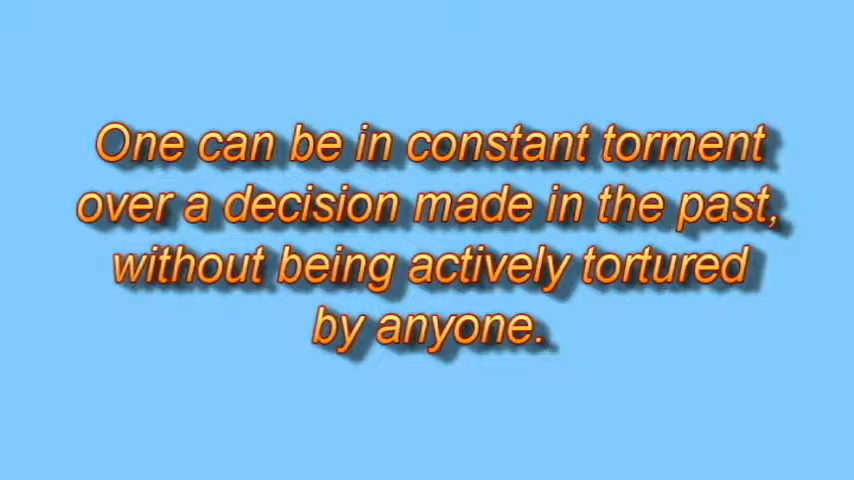 One can be in constant torment
over a decision made in the past,
without being actively tortured
by anyone.